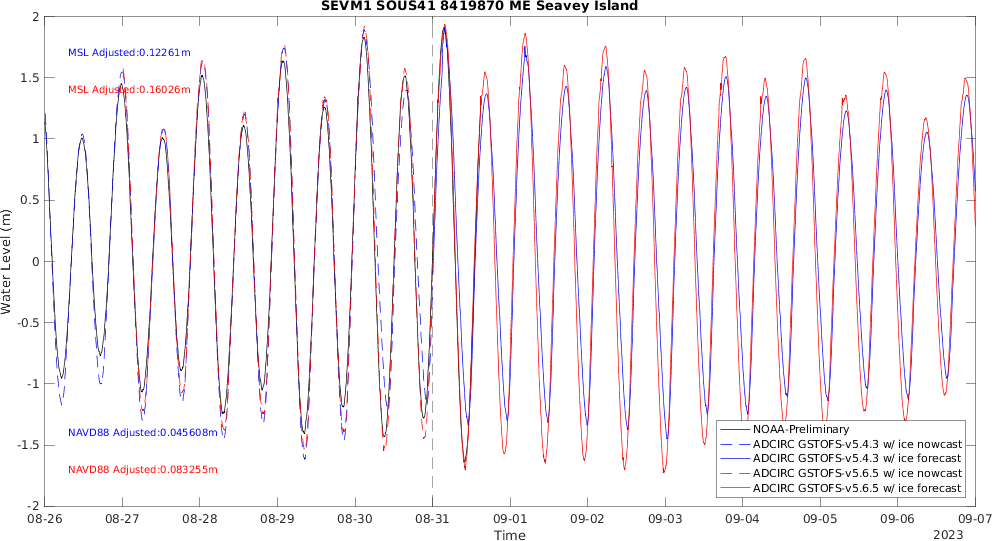 SEVM1 SOUS41 8419870 ME Seavey Island
2
1.5
1
0.5
0
-0.5
-1
-1.5
-2
Water Level (m)
MSL Adjusted:0.12261m
MSL Adjusted:0.16026m
NAVD88 Adjusted:0.045608m
NAVD88 Adjusted:0.083255m
NOAA-Preliminary
ADCIRC GSTOFS-v5.4.3 w/ ice nowcast
ADCIRC GSTOFS-v5.4.3 w/ ice forecast
ADCIRC GSTOFS-v5.6.5 w/ ice nowcast
ADCIRC GSTOFS-v5.6.5 w/ ice forecast
08-26 08-27 08-28 08-29 08-30 08-31 09-01 09-02 09-03 09-04 09-05 09-06 09-07
Time
2023